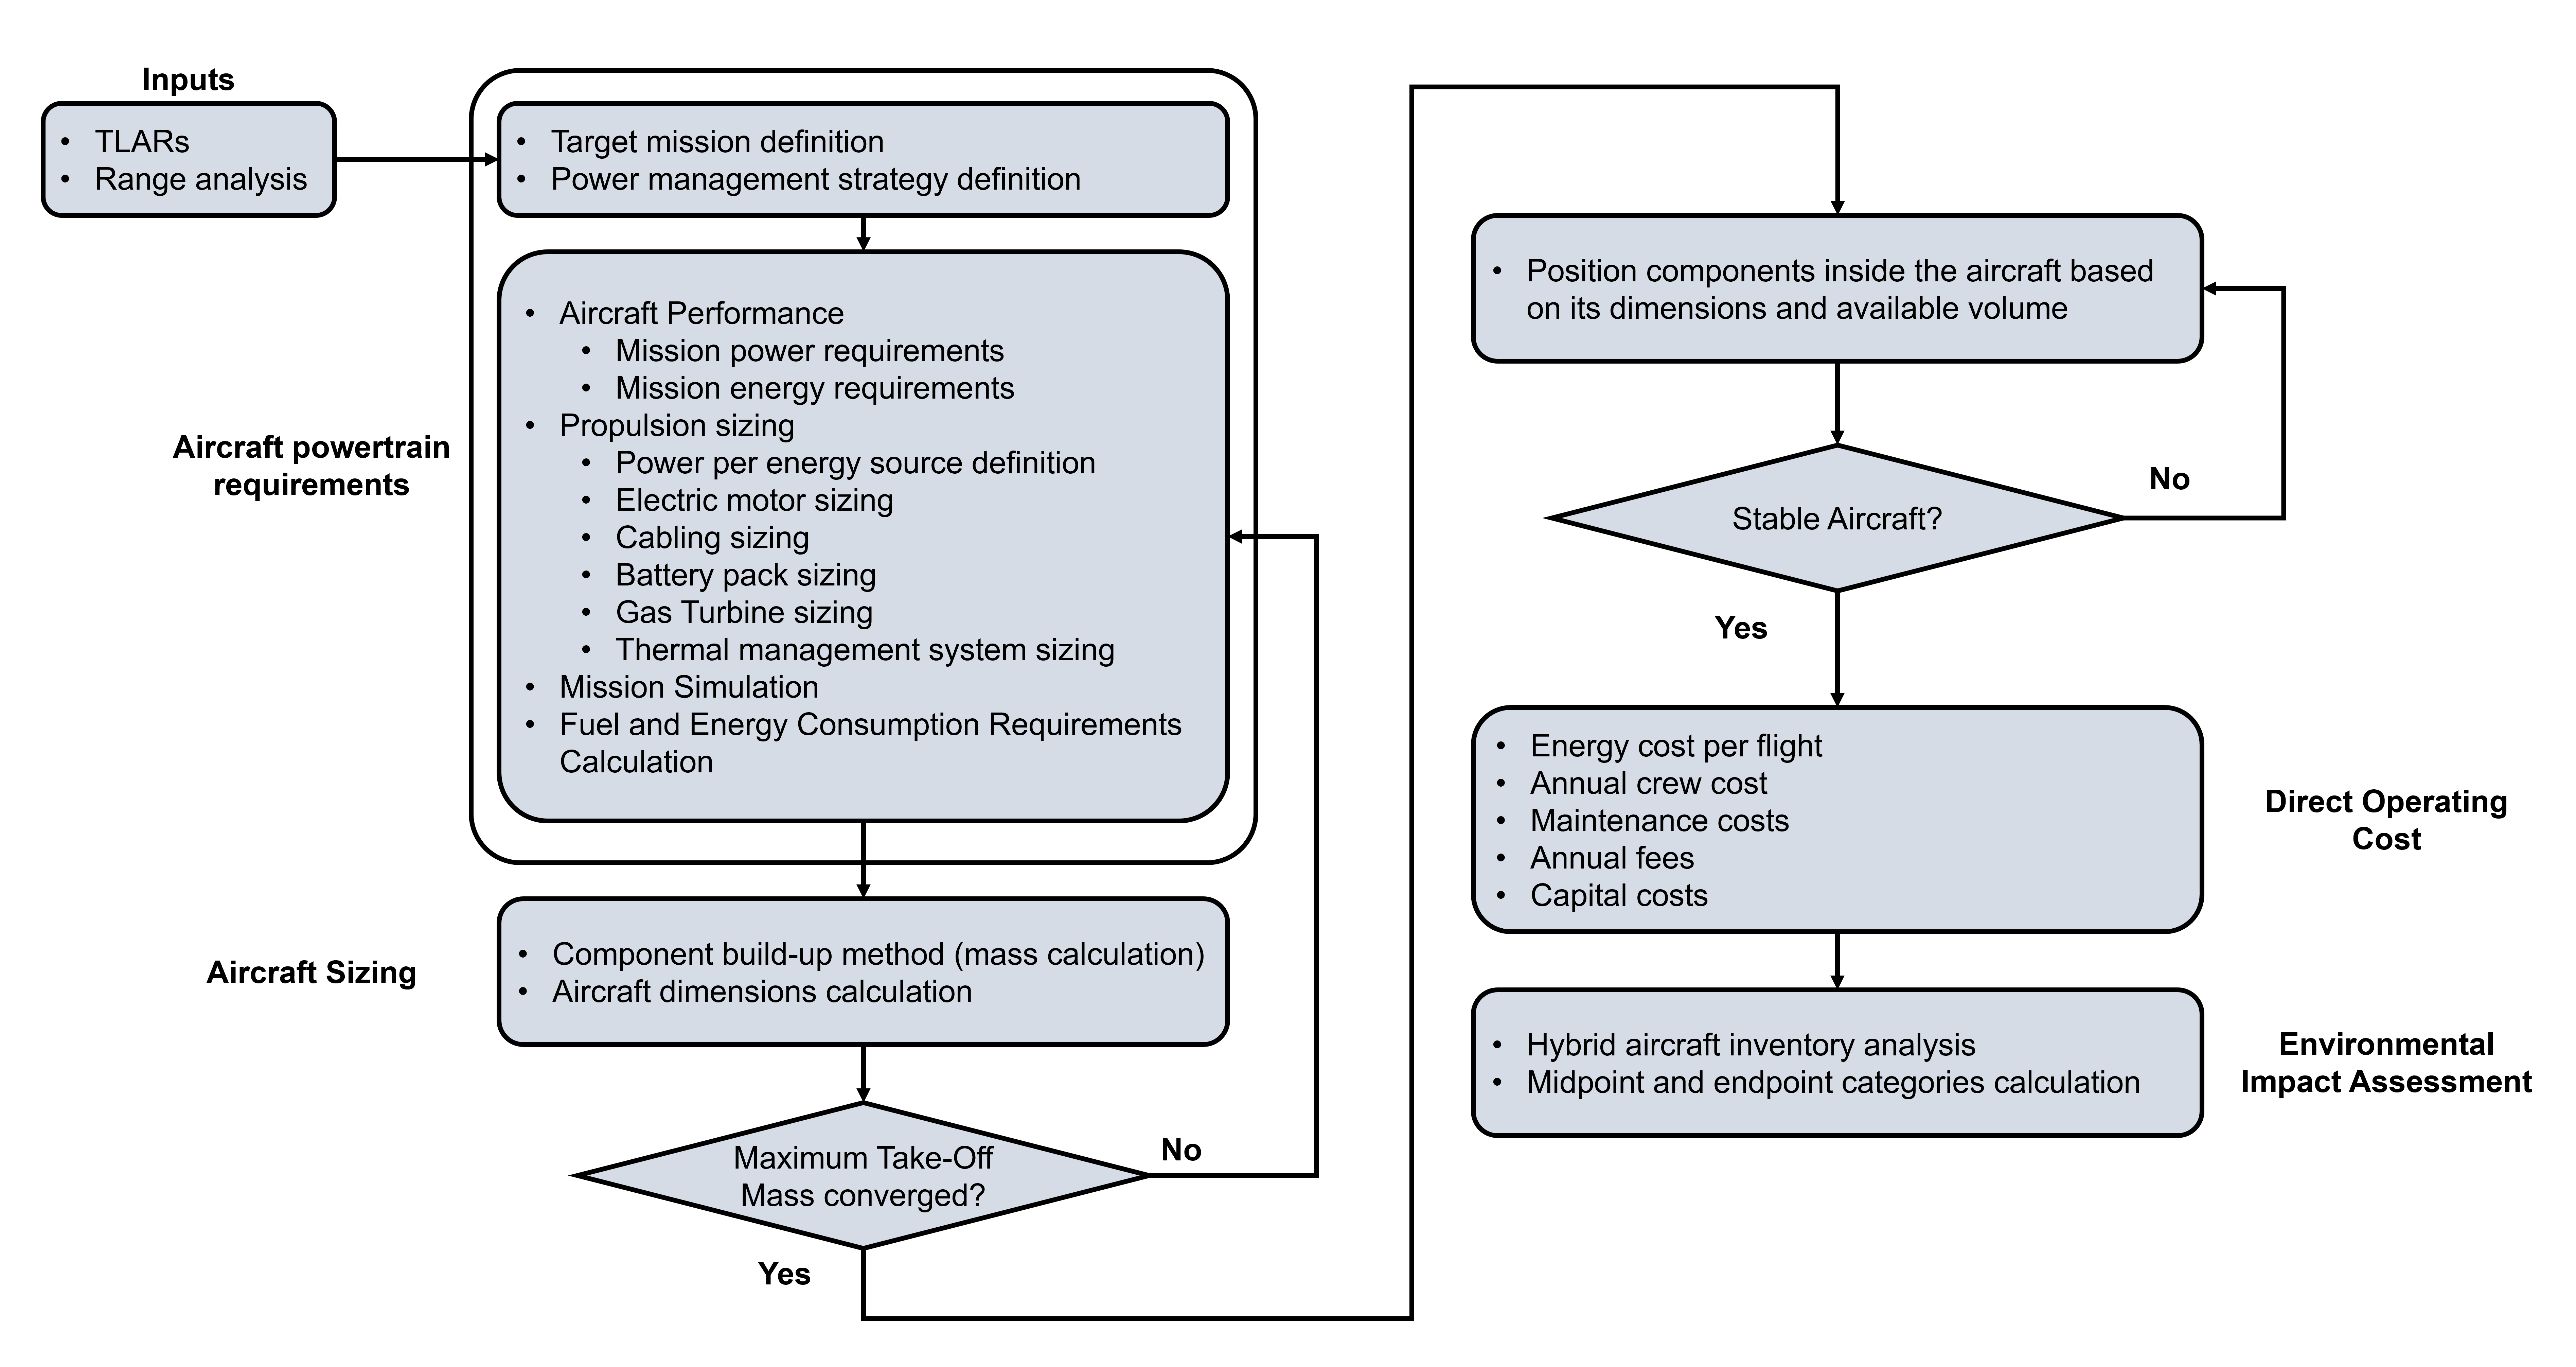 Inputs
• TLARs
• Range analysis
• Target mission definition
• Power management strategy definition
Aircraft powertrain
requirements
• Aircraft Performance
• Mission power requirements
• Mission energy requirements
• Propulsion sizing
• Power per energy source definition
• Electric motor sizing
• Cabling sizing
• Battery pack sizing
• Gas Turbine sizing
• Thermal management system sizing
• Mission Simulation
• Fuel and Energy Consumption Requirements
Calculation
Aircraft Sizing
• Component build-up method (mass calculation)
• Aircraft dimensions calculation
Maximum Take-Off
Mass converged?
No
Yes
• Position components inside the aircraft based
on its dimensions and available volume
Stable Aircraft?
No
Yes
• Energy cost per flight
• Annual crew cost
• Maintenance costs
• Annual fees
• Capital costs
Direct Operating
Cost
• Hybrid aircraft inventory analysis
• Midpoint and endpoint categories calculation
Environmental
Impact Assessment